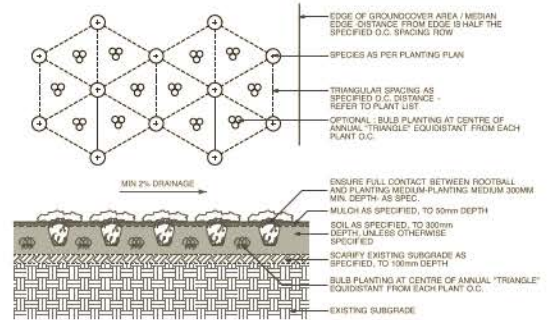 EDGE OF GROUNDCOVER AREA / MEDIAN
EDGE -DISTANCE FROM EDGE IS HALF THE
SPECIFIED O.C. SPACING ROW
SPECIES AS PER PLANTING PLAN
TRIANGULAR SPACING AS
SPECIFIED O.C. DISTANCE -
REFER TO PLANT LIST
OPTIONAL : BULB PLANTING AT CENTRE OF
ANNUAL "TRIANGLE" EQUIDISTANT FROM EACH
PLANT O.C.
MIN 2% DRAINAGE
ENSURE FULL CONTACT BETWEEN ROOTBALL
AND PLANTING MEDIUM-PLANTING MEDIUM 300MM
MIN. DEPTH- AS SPEC.
MULCH AS SPECIFIED, TO 50mm DEPTH
SOIL AS SPECIFIED, TO 300mm
DEPTH, UNLESS OTHERWISE
SPECIFIED
SCARIFY EXISTING SUBGRADE AS
SPECIFIED, TO 100mm DEPTH
BULB PLANTING AT CENTRE OF ANNUAL "TRIANGLE"
EQUIDISTANT FROM EACH PLANT O.C.
EXISTING SUBGRADE